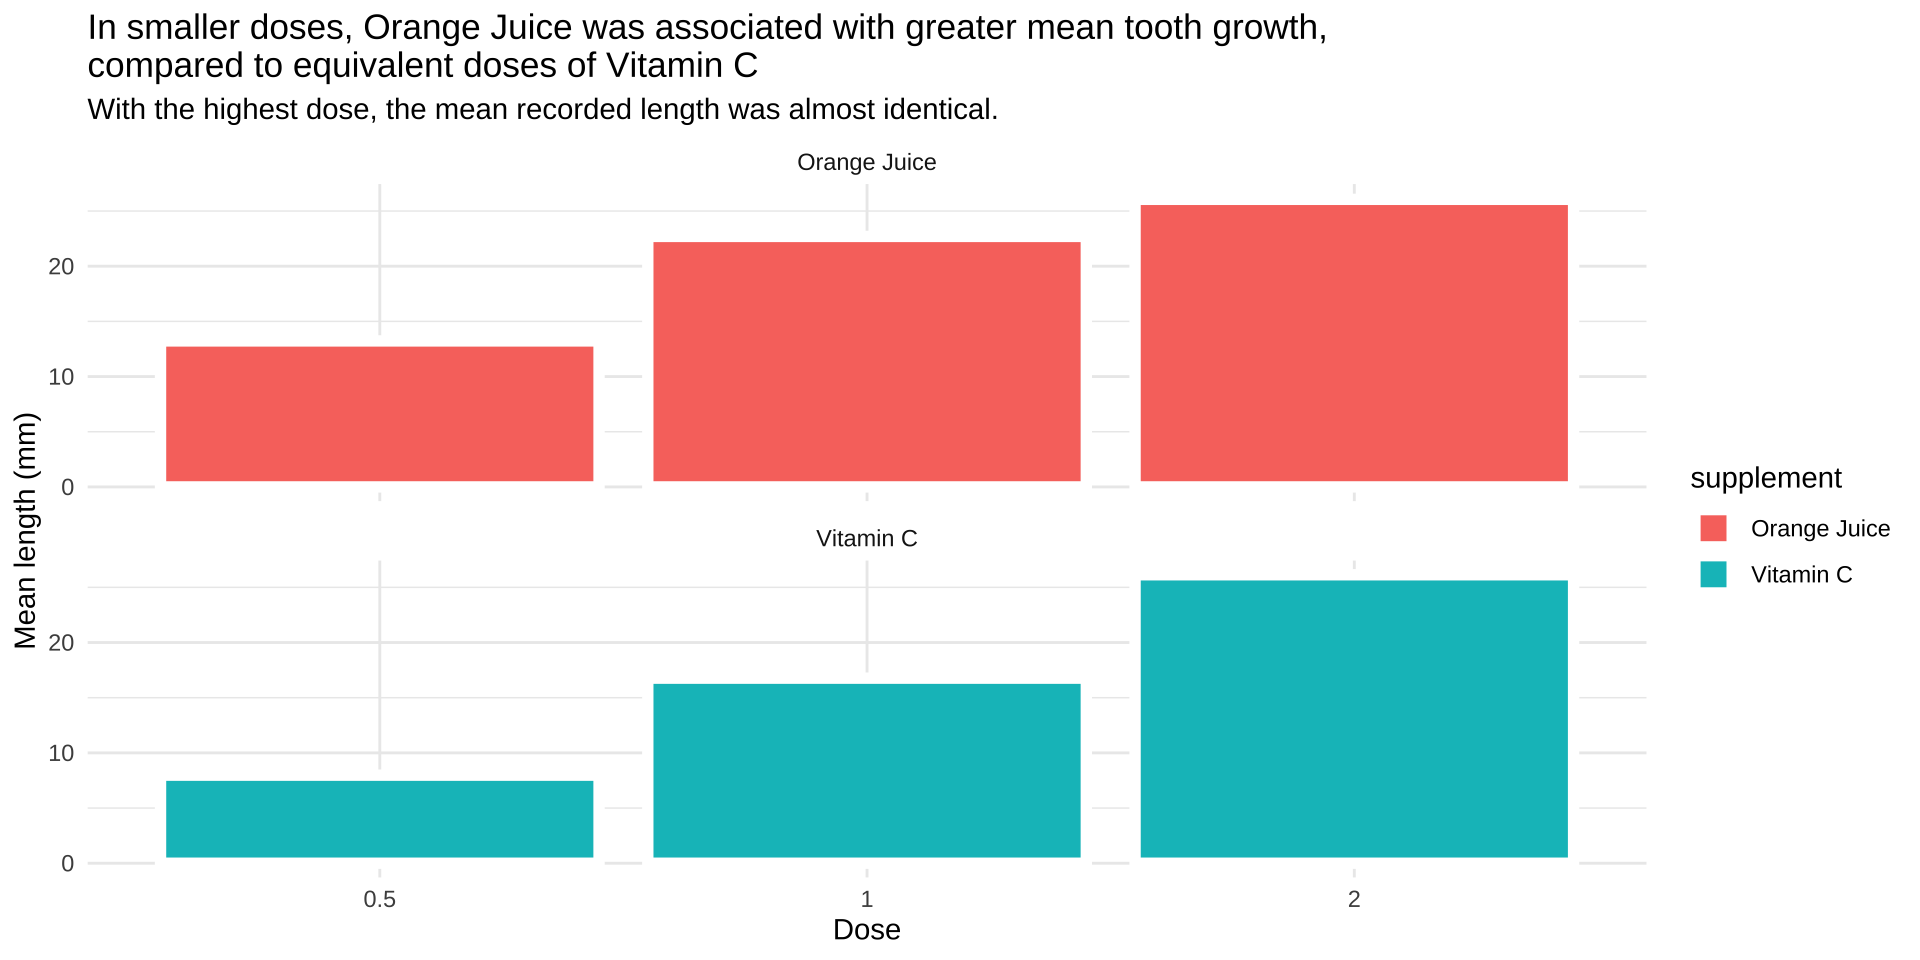 In smaller doses, Orange Juice was associated with greater mean tooth growth,
compared to equivalent doses of Vitamin C
With the highest dose, the mean recorded length was almost identical.
Orange Juice
20
10
0
Mean length (mm)
Vitamin C
20
10
0
0.5 1 2
Dose
supplement
Orange Juice
Vitamin C